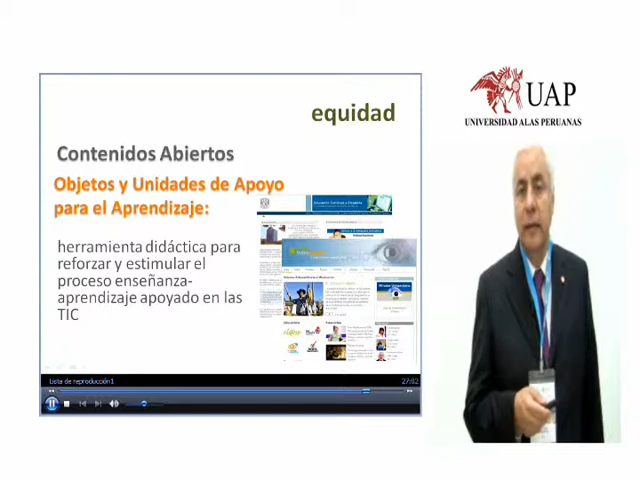 equidad
Contenidos Abiertos
Objetos y Unidades de Apoyo
para el Aprendizaje:
herramienta didáctica para
reforzar y estimular el
proceso enseñanza-
aprendizaje apoyado en las
TIC
Lista de reproducción1
27:02
UAP
UNIVERSIDAD ALAS PERUANAS